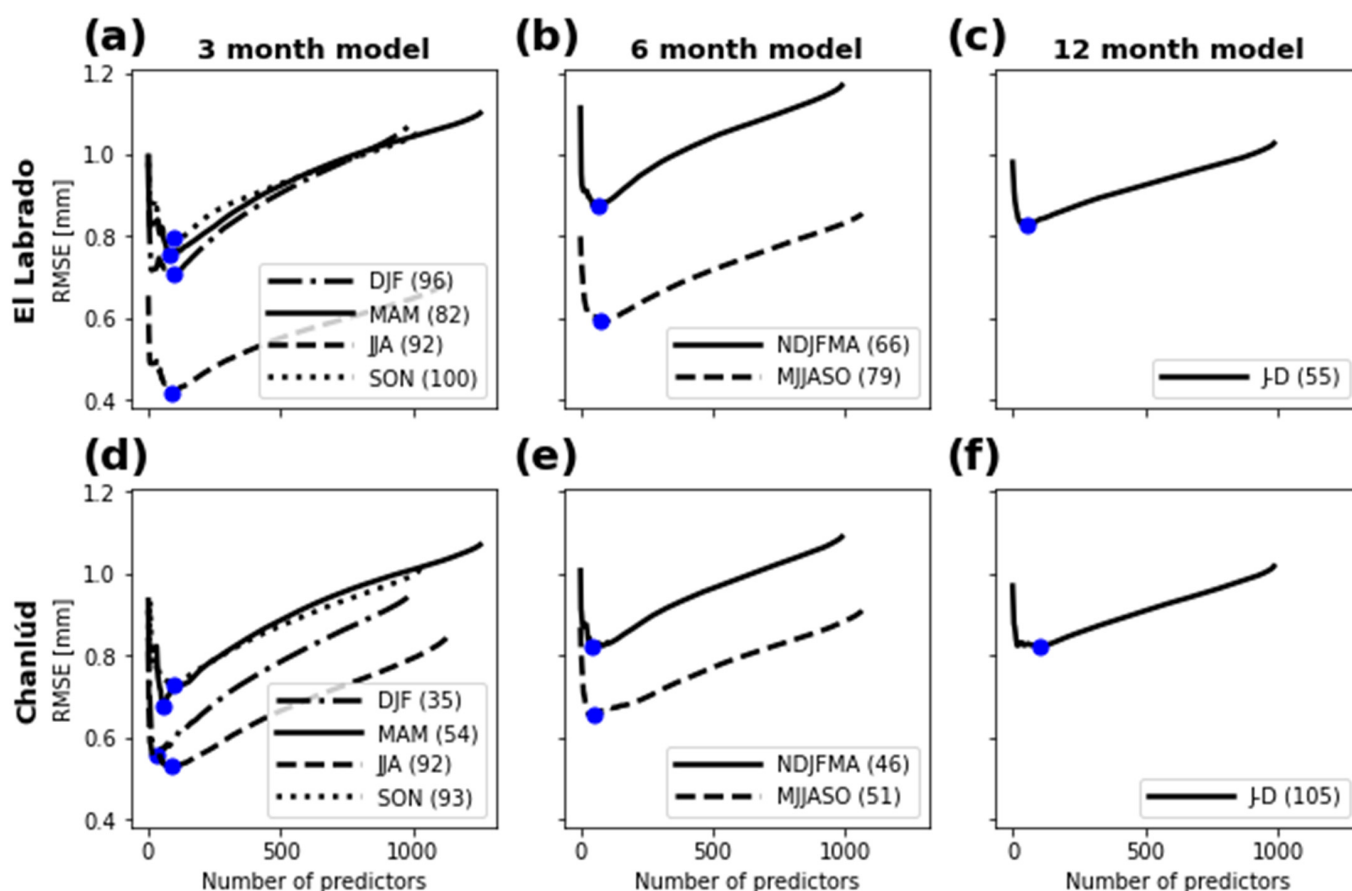 (a) 3 month model
(b) 6 month model
(c) 12 month model
El Labrado
RMSE [mm]
1.2
1.0
0.8
0.6
0.4
DJF (96)
MAM (82)
JJA (92)
SON (100)
NDJFMA (66)
MJJASO (79)
J-D (55)
(d)
(e)
(f)
Chanlúd
RMSE [mm]
1.2
1.0
0.8
0.6
0.4
DJF (35)
MAM (54)
JJA (92)
SON (93)
NDJFMA (46)
MJJASO (51)
J-D (105)
0 500 1000
0 500 1000
0 500 1000
Number of predictors
Number of predictors
Number of predictors